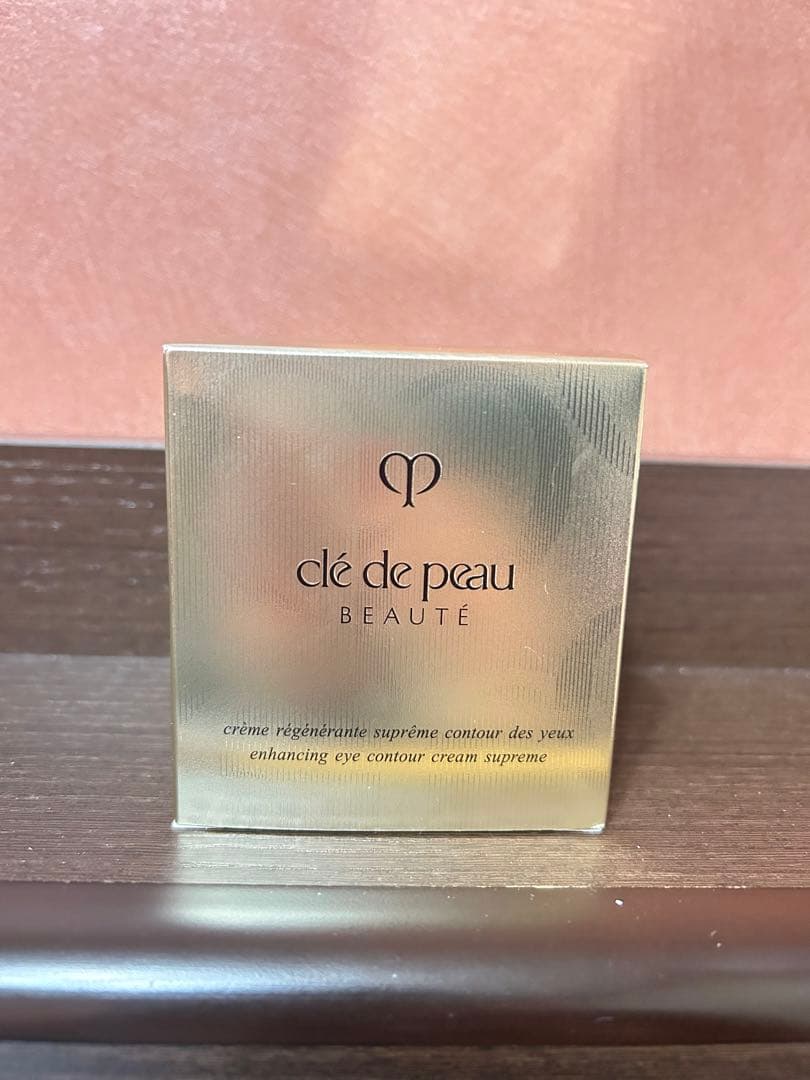 clé de peau
BEAUTÉ
crème régénérante suprême contour des yeux
enhancing eye contour cream supreme